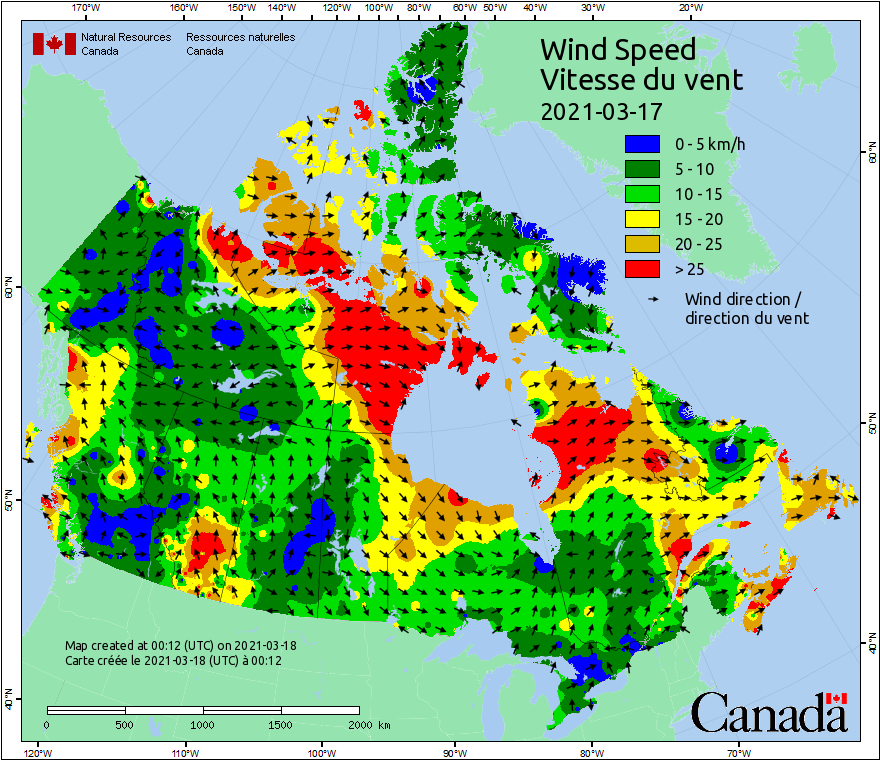 170°W 160°W 150°W 140°W 130°W 120°W 110°W 100°W 90°W 80°W 70°W 60°W 50°W 40°W 30°W 20°W
Natural Resources Ressources naturelles
Canada Canada
Wind Speed
Vitesse du vent
2021-03-17
0 - 5 km/h
5 - 10
10 - 15
15 - 20
20 - 25
> 25
Wind direction /
direction du vent
60°N
60°N
50°N
50°N
40°N
40°N
Map created at 00:12 (UTC) on 2021-03-18
Carte créée le 2021-03-18 (UTC) à 00:12
0 500 1000 1500 2000 km
Canada
120°W 110°W 100°W 90°W 80°W 70°W